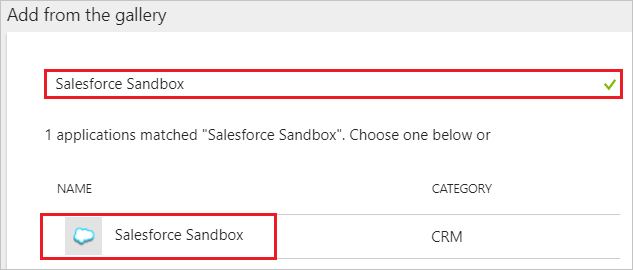 Add from the gallery
Salesforce Sandbox
1 applications matched "Salesforce Sandbox". Choose one below or
NAME CATEGORY
Salesforce Sandbox CRM